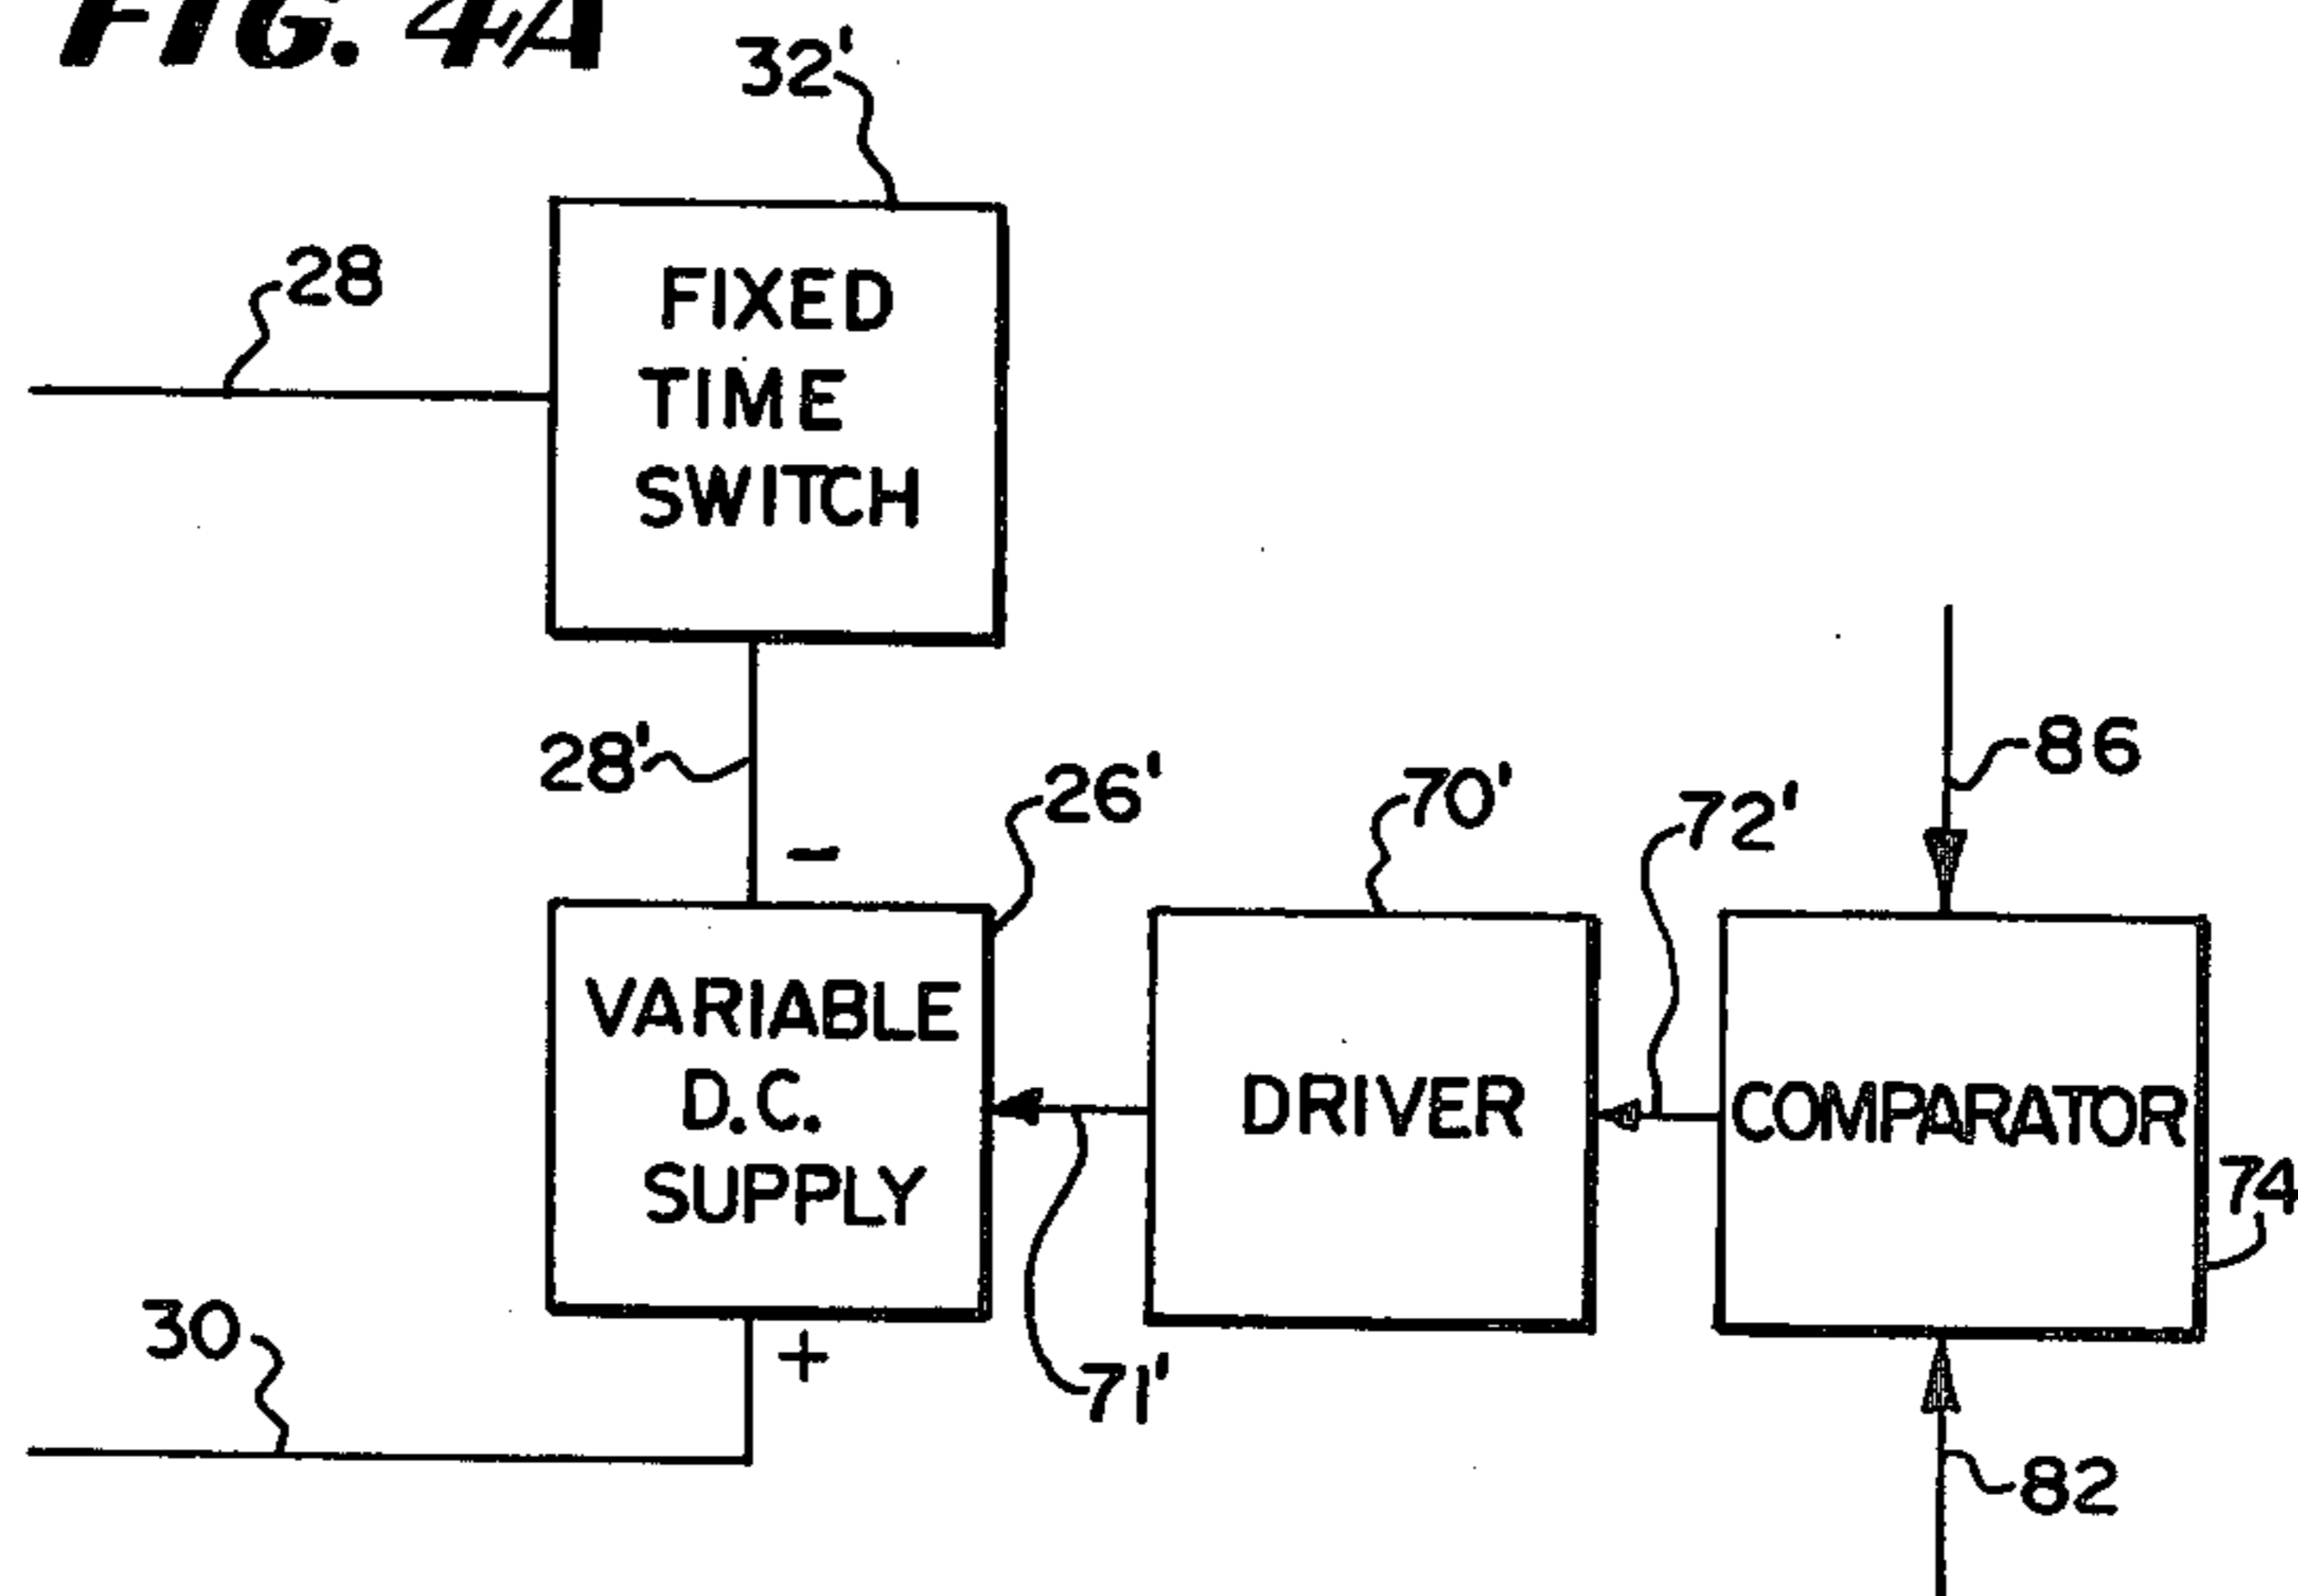 FIG. 4A
32'
28
FIXED
TIME
SWITCH
28'
26'
70'
72'
86
−
VARIABLE
D.C.
SUPPLY
DRIVER
COMPARATOR
74
30
+
71'
82